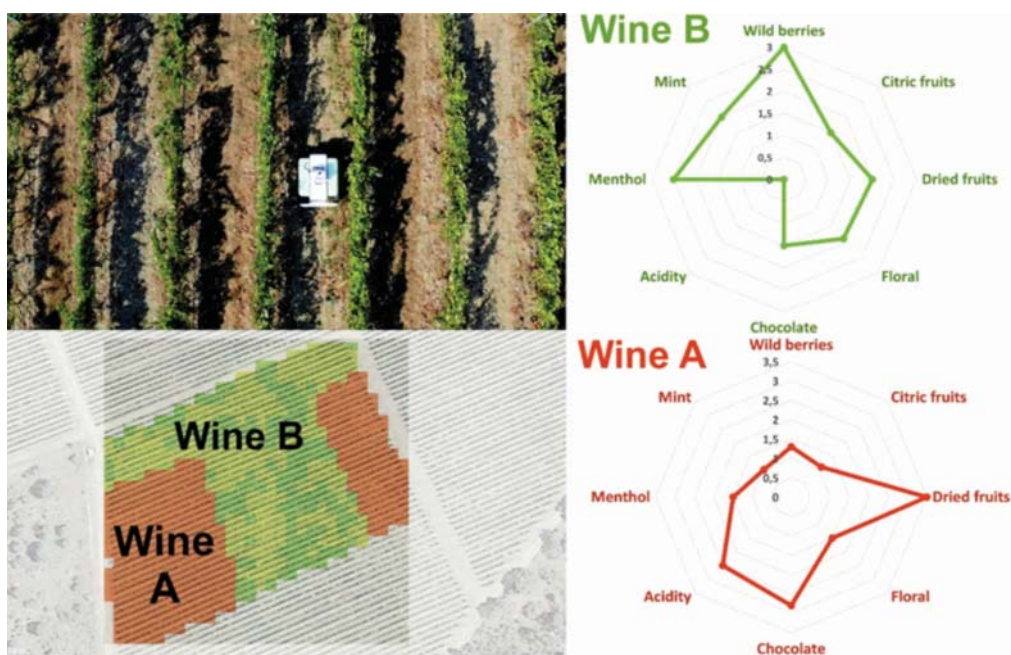 Wine B
Wild berries
3
2,5
2
1,5
1
0,5
0
Mint
Citric fruits
Menthol
Dried fruits
Acidity
Floral
Chocolate
Wine A
Wild berries
3,5
3
2,5
2
1,5
1
0,5
0
Mint
Citric fruits
Menthol
Dried fruits
Acidity
Floral
Chocolate
Wine B
Wine
A